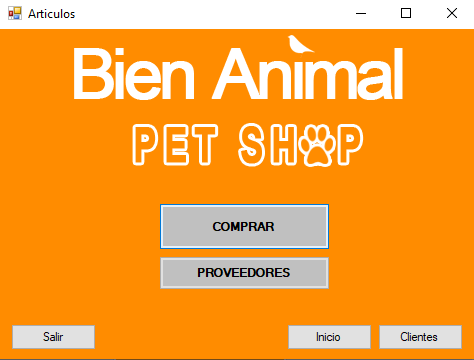 Articulos
Bien Animal
PET SHOP
COMPRAR
PROVEEDORES
Salir
Inicio
Clientes